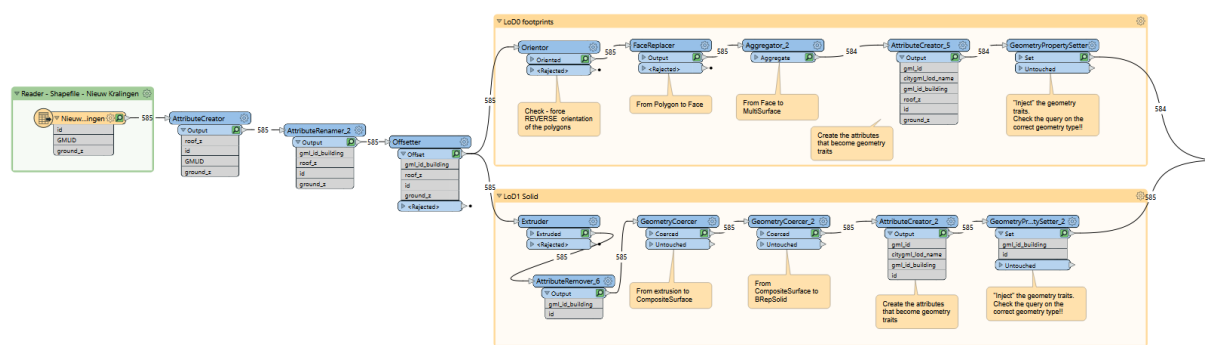 LoD0 footprints
Orientor
Oriented
<Rejected>
Check - force
REVERSE orientation
of the polygons
585
FaceReplacer
Output
<Rejected>
From Polygon to Face
585
Aggregator_2
Aggregate
From Face to
MultiSurface
584
AttributeCreator_5
Output
gml_id
citygml_lod_name
gml_id_building
roof_z
id
ground_z
Create the attributes
that become geometry
traits
584
GeometryPropertySetter
Set
Untouched
"Inject" the geometry
traits.
Check the query on the
correct geometry type!!
584
Reader - Shapefile - Nieuw Kralingen
Nieuw...ingen
id
GMLID
ground_z
585
AttributeCreator
Output
roof_z
id
GMLID
ground_z
585
AttributeRenamer_2
Output
gml_id_building
roof_z
id
ground_z
585
Offsetter
Offset
gml_id_building
roof_z
id
ground_z
<Rejected>
585
585
LoD1 Solid
585
Extruder
Extruded
<Rejected>
585
AttributeRemover_6
Output
gml_id_building
id
585
GeometryCoercer
Coerced
Untouched
From extrusion to
CompositeSurface
585
GeometryCoercer_2
Coerced
Untouched
From
CompositeSurface to
BRepSolid
585
AttributeCreator_2
Output
gml_id
citygml_lod_name
gml_id_building
id
Create the attributes
that become geometry
traits
585
GeometryPr...tySetter_2
Set
gml_id_building
id
Untouched
"Inject" the geometry traits.
Check the query on the
correct geometry type!!